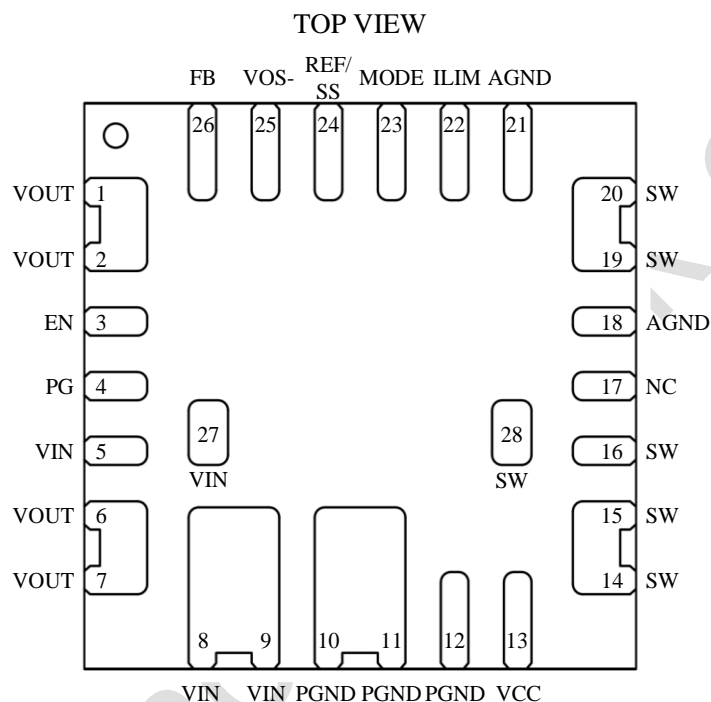 TOP VIEW
FB VOS- REF/ SS MODE ILIM AGND
26 25 24 23 22 21
VOUT 1 20 SW
VOUT 2 19 SW
EN 3 18 AGND
PG 4 17 NC
27 28
VIN 5 16 SW
VIN SW
VOUT 6 15 SW
VOUT 7 14 SW
8 9 10 11 12 13
VIN VIN PGND PGND PGND VCC